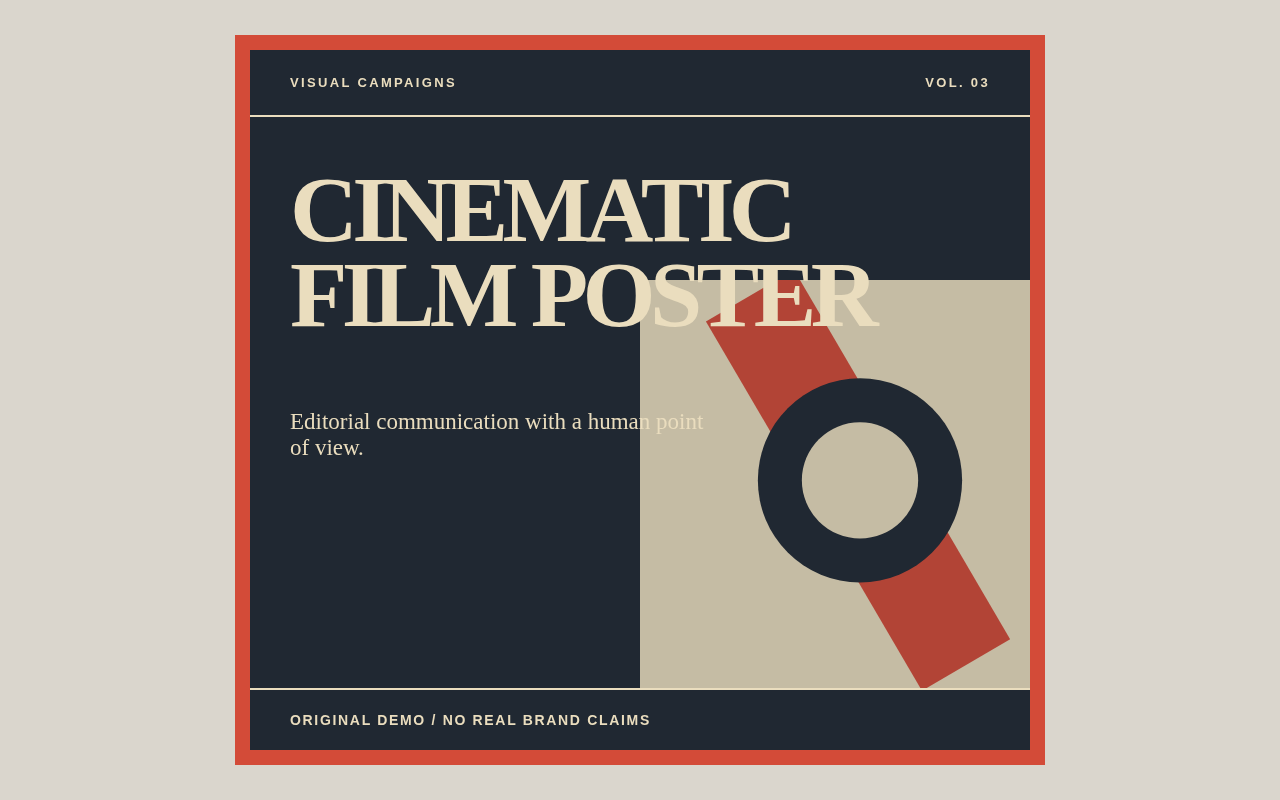 VISUAL CAMPAIGNS
VOL. 03
CINEMATIC
FILM POSTER
Editorial communication with a human point
of view.
ORIGINAL DEMO / NO REAL BRAND CLAIMS